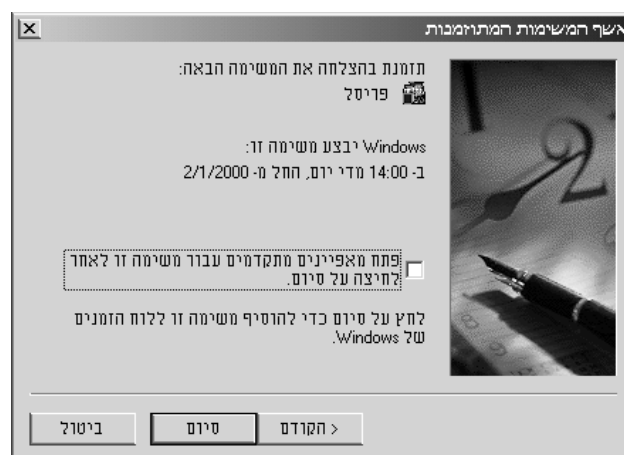 אשף המשימות המתוזמנות
תזמנת בהצלחה את המשימה הבאה:
פריסל
Windows יבצע משימה זו:
ב- 14:00 מדי יום, החל מ- 2/1/2000
פתח מאפיינים מתקדמים עבור משימה זו לאחר
לחיצה על סיום.
לחץ על סיום כדי להוסיף משימה זו ללוח הזמנים
של Windows.
< הקודם
סיום
ביטול